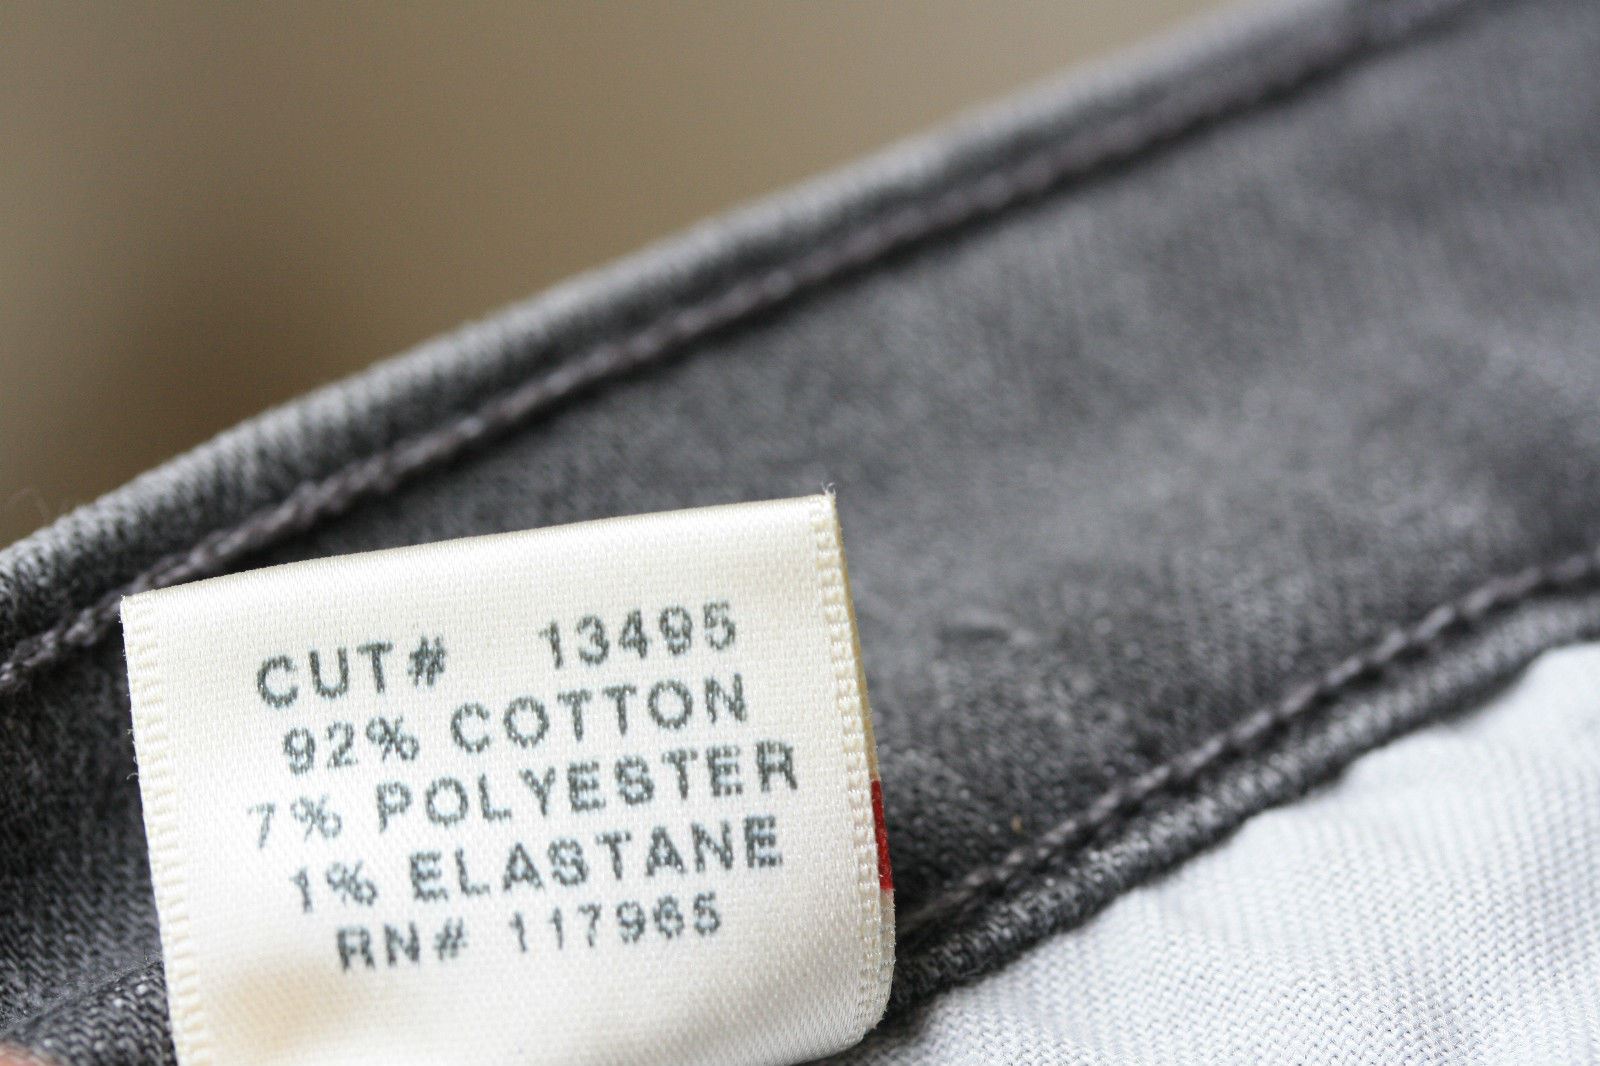 CUT# 13495
92% COTTON
7% POLYESTER
1% ELASTANE
RN# 117965